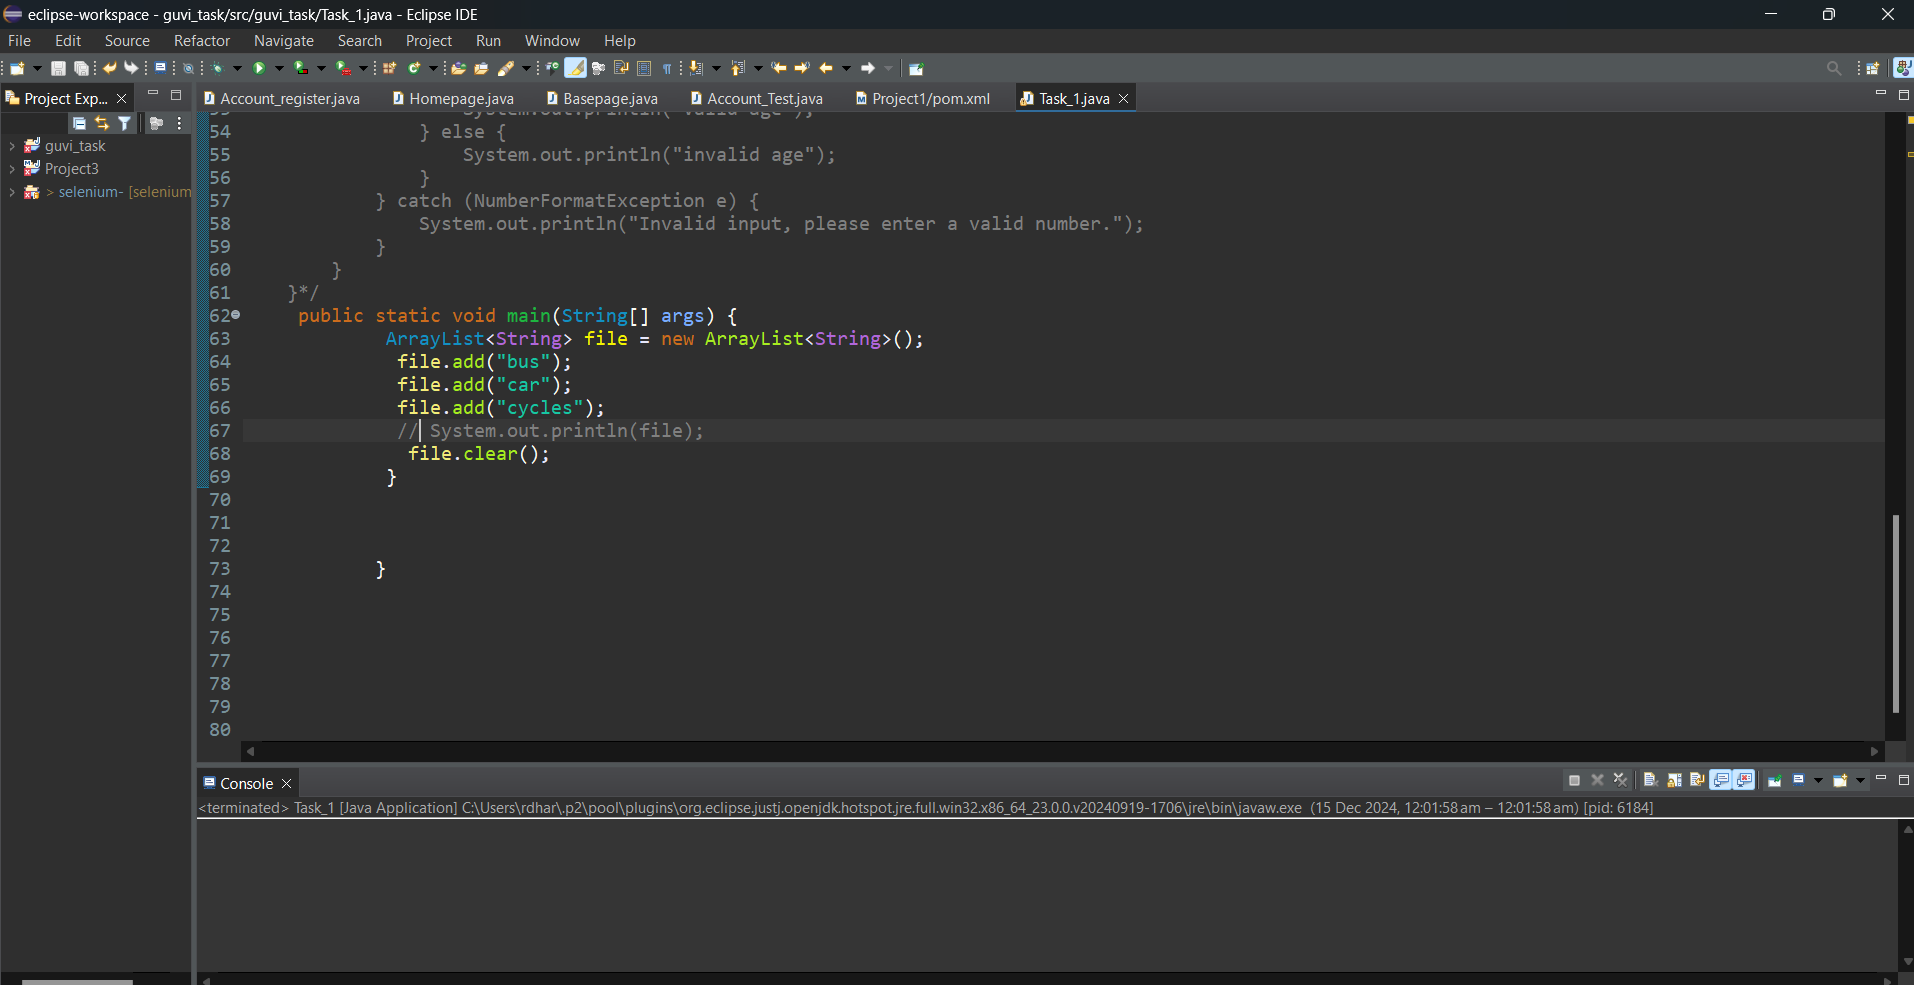 eclipse-workspace - guvi_task/src/guvi_task/Task_1.java - Eclipse IDE
File Edit Source Refactor Navigate Search Project Run Window Help
Project Exp...
Account_register.java Homepage.java Basepage.java Account_Test.java Project1/pom.xml Task_1.java
guvi_task
Project3
> selenium- [selenium
54 } else {
55 System.out.println("invalid age");
56 }
57 } catch (NumberFormatException e) {
58 System.out.println("Invalid input, please enter a valid number.");
59 }
60 }
61 }*/
62 public static void main(String[] args) {
63 ArrayList<String> file = new ArrayList<String>();
64 file.add("bus");
65 file.add("car");
66 file.add("cycles");
67 // System.out.println(file);
68 file.clear();
69 }
70
71
72
73 }
74
75
76
77
78
79
80
Console
<terminated> Task_1 [Java Application] C:\Users\rdhar\.p2\pool\plugins\org.eclipse.justj.openjdk.hotspot.jre.full.win32.x86_64_23.0.0.v20240919-1706\jre\bin\javaw.exe (15 Dec 2024, 12:01:58 am – 12:01:58 am) [pid: 6184]